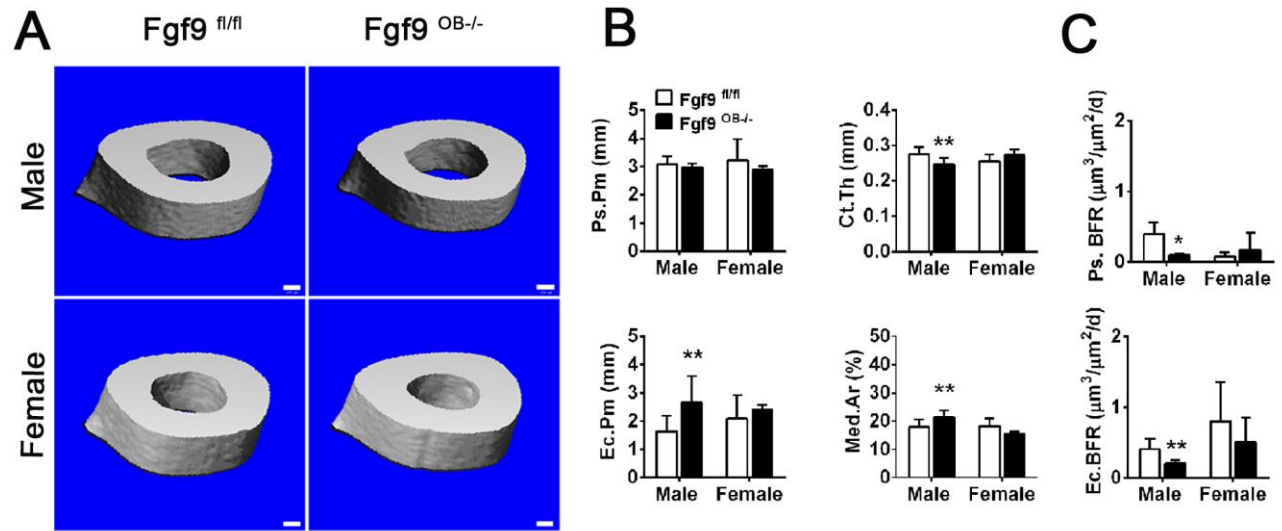 A
Fgf9 fl/fl
Fgf9 OB-/-
Male
Female
B
Fgf9 fl/fl
Fgf9 OB-/-
Ps.Pm (mm)
5
4
3
2
1
0
Male Female
Ct.Th (mm)
0.4
0.3
0.2
0.1
0.0
**
Male Female
Ec.Pm (mm)
5
4
3
2
1
0
**
Male Female
Med.Ar (%)
50
40
30
20
10
0
**
Male Female
C
Ps. BFR (µm³/µm²/d)
2
1
0
*
Male Female
Ec.BFR (µm³/µm²/d)
2
1
0
**
Male Female